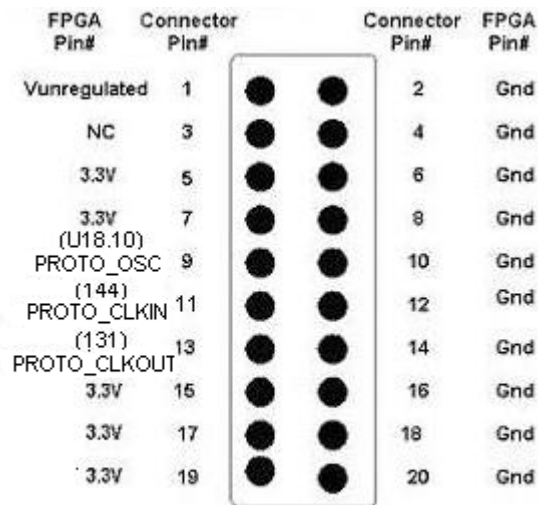 FPGA Pin# Connector Pin# Connector Pin# FPGA Pin#
Vunregulated 1 2 Gnd
NC 3 4 Gnd
3.3V 5 6 Gnd
3.3V 7 8 Gnd
(U18.10)
PROTO_OSC 9 10 Gnd
(144)
PROTO_CLKIN 11 12 Gnd
(131)
PROTO_CLKOUT 13 14 Gnd
3.3V 15 16 Gnd
3.3V 17 18 Gnd
3.3V 19 20 Gnd